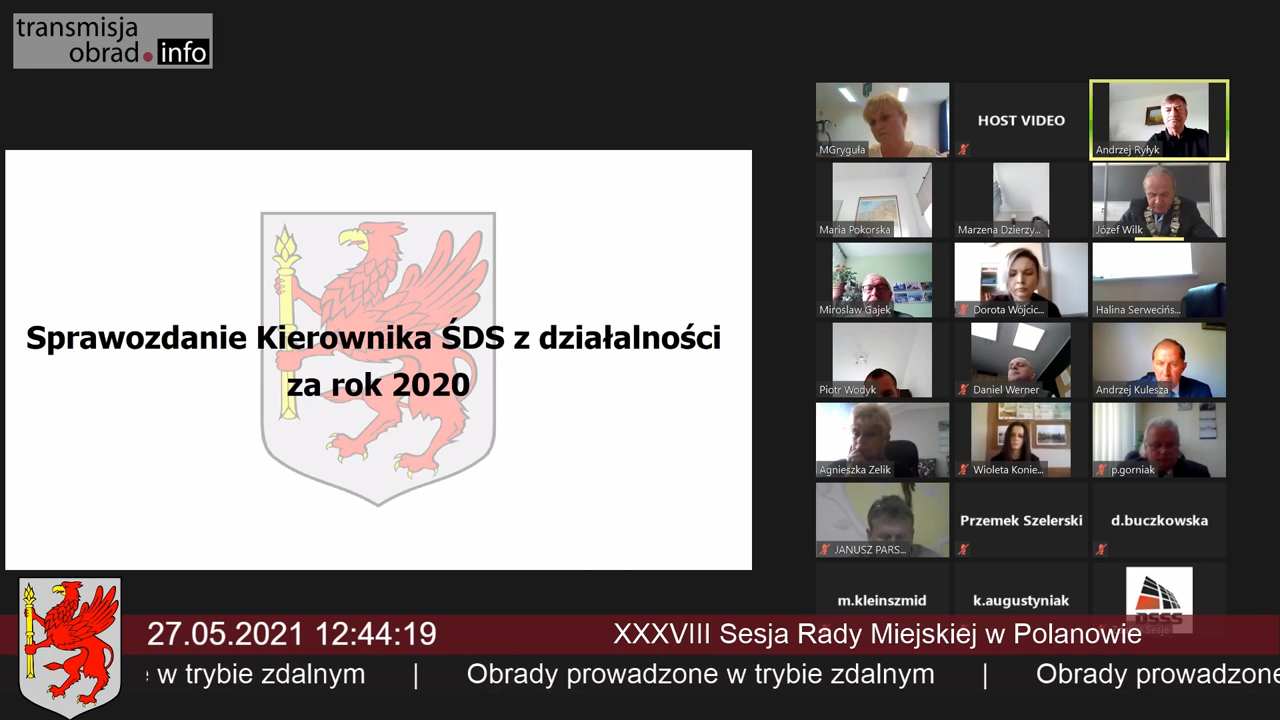 transmisja
obrad.info
MGryguła
HOST VIDEO
Andrzej Ryłyk
Maria Pokorska
Marzena Dzierzy...
Józef Wilk
Mirosław Gajek
Dorota Wójcic...
Halina Serwecińs...
Piotr Wodyk
Daniel Werner
Andrzej Kulesza
Agnieszka Zelik
Wioleta Konie...
p.gorniak
JANUSZ PARS...
Przemek Szelerski
d.buczkowska
m.kleinszmid
k.augustyniak
Sprawozdanie Kierownika ŚDS z działalności
za rok 2020
27.05.2021 12:44:19
XXXVIII Sesja Rady Miejskiej w Polanowie
w trybie zdalnym | Obrady prowadzone w trybie zdalnym | Obrady prowadzone